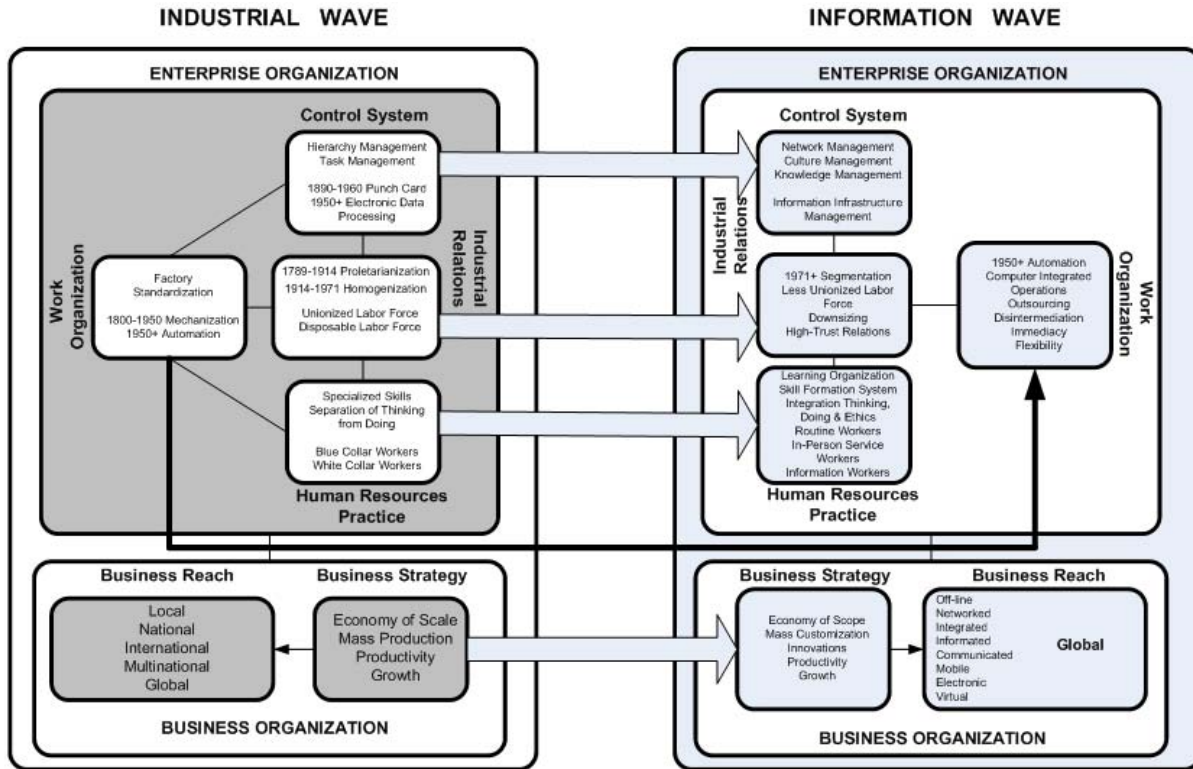 INDUSTRIAL WAVE
ENTERPRISE ORGANIZATION
Control System
Hierarchy Management
Task Management
1890-1960 Punch Card
1950+ Electronic Data
Processing
Work
Organization
Factory
Standardization
1800-1950 Mechanization
1950+ Automation
1789-1914 Proletarianization
1914-1971 Homogenization
Unionized Labor Force
Disposable Labor Force
Industrial
Relations
Specialized Skills
Separation of Thinking
from Doing
Blue Collar Workers
White Collar Workers
Human Resources
Practice
Business Reach
Local
National
International
Multinational
Global
Business Strategy
Economy of Scale
Mass Production
Productivity
Growth
BUSINESS ORGANIZATION
INFORMATION WAVE
ENTERPRISE ORGANIZATION
Control System
Network Management
Culture Management
Knowledge Management
Information Infrastructure
Management
Industrial
Relations
1971+ Segmentation
Less Unionized Labor
Force
Downsizing
High-Trust Relations
1950+ Automation
Computer Integrated
Operations
Outsourcing
Disintermediation
Immediacy
Flexibility
Work
Organization
Learning Organization
Skill Formation System
Integration Thinking,
Doing & Ethics
Routine Workers
In-Person Service
Workers
Information Workers
Human Resources
Practice
Business Strategy
Economy of Scope
Mass Customization
Innovations
Productivity
Growth
Business Reach
Off-line
Networked
Integrated
Informated
Communicated
Mobile
Electronic
Virtual
Global
BUSINESS ORGANIZATION